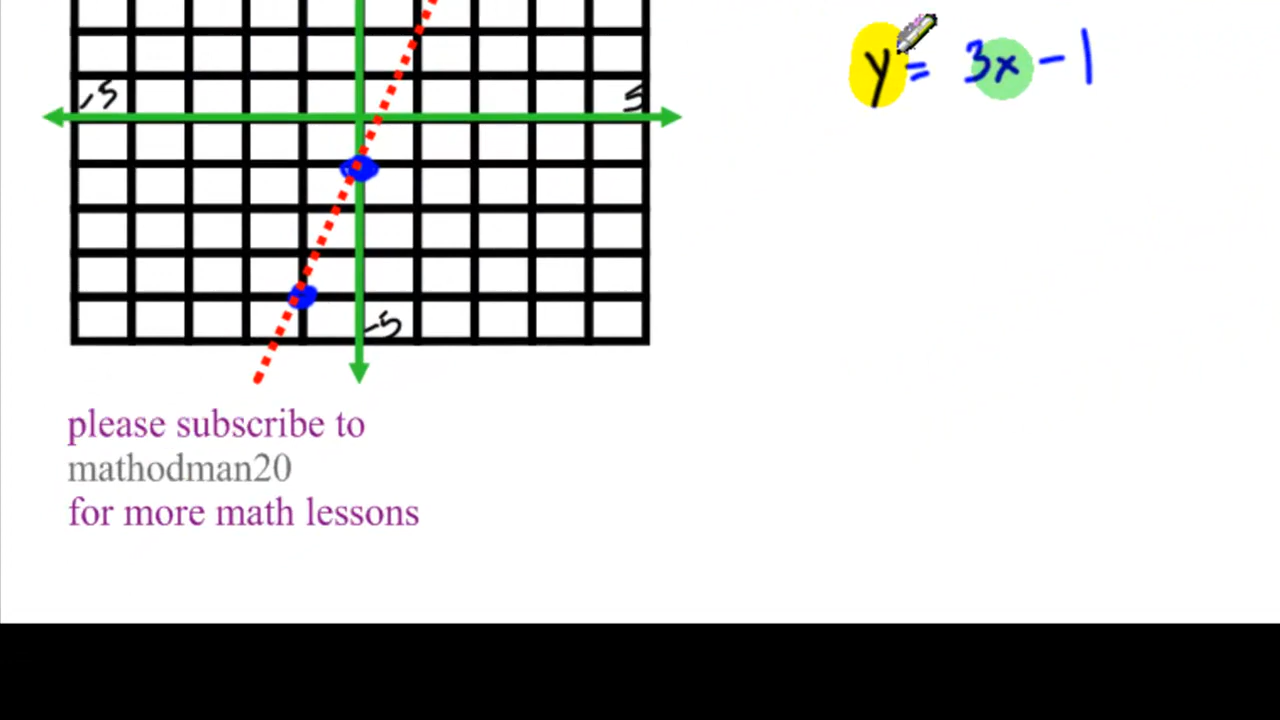 y = 3x - 1
-5
5
-5
please subscribe to
mathodman20
for more math lessons